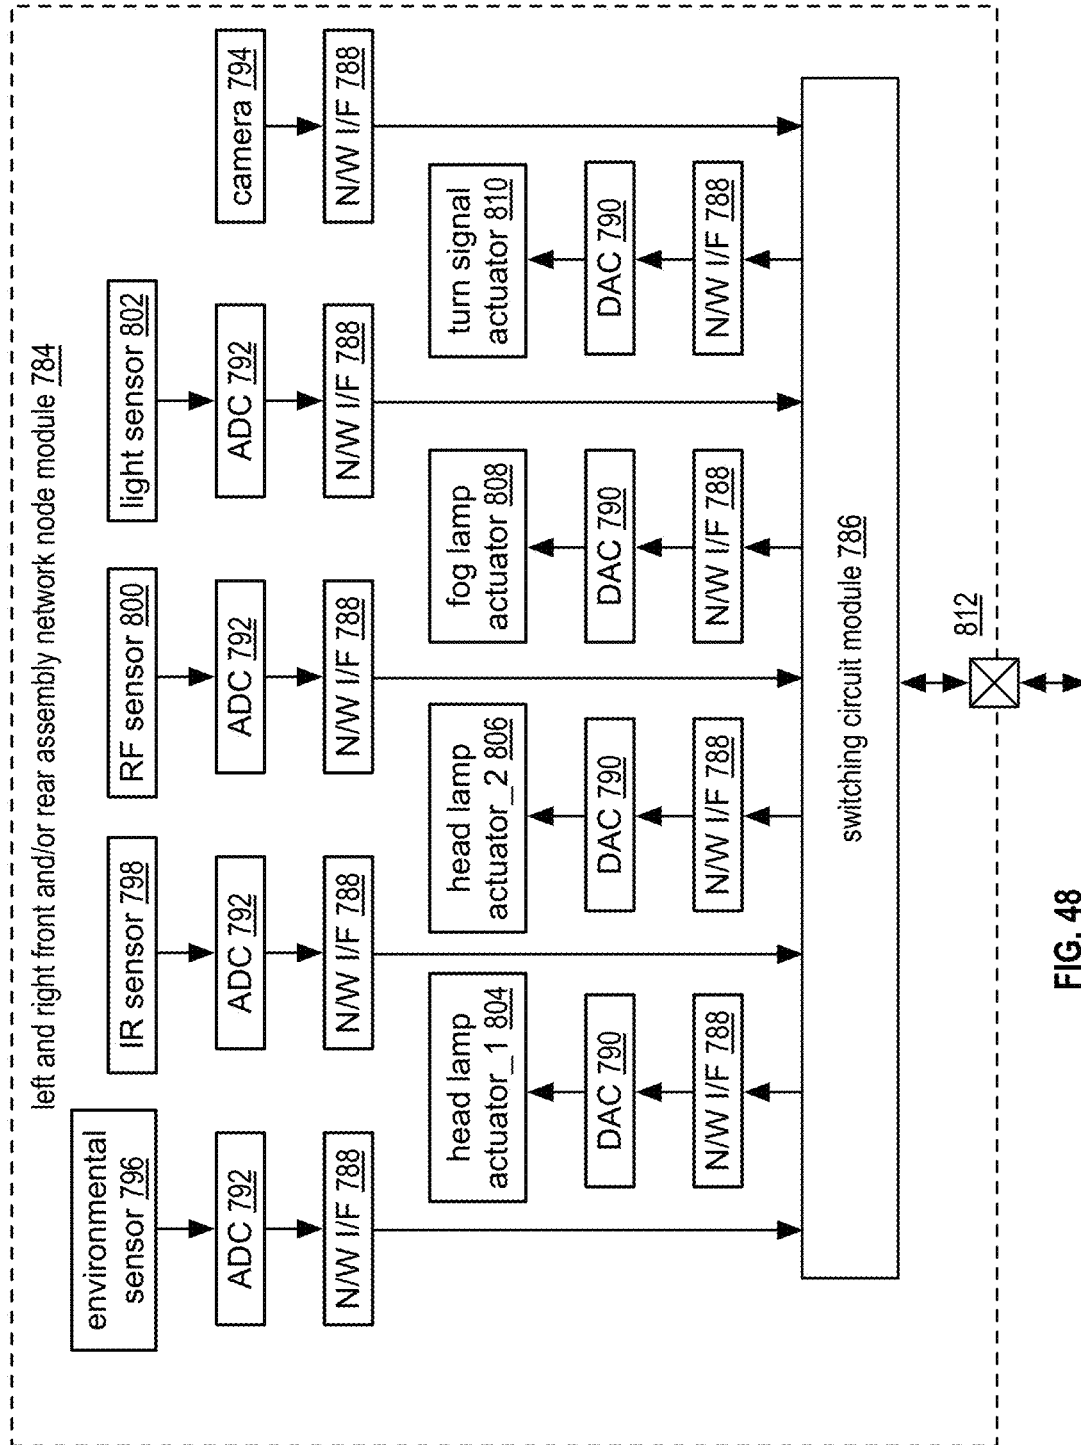 left and right front and/or rear assembly network node module 784
environmental
sensor 796
IR sensor 798
RF sensor 800
light sensor 802
camera 794
ADC 792
ADC 792
ADC 792
ADC 792
N/W I/F 788
N/W I/F 788
N/W I/F 788
N/W I/F 788
N/W I/F 788
head lamp
actuator_1 804
head lamp
actuator_2 806
fog lamp
actuator 808
turn signal
actuator 810
DAC 790
DAC 790
DAC 790
DAC 790
N/W I/F 788
N/W I/F 788
N/W I/F 788
N/W I/F 788
switching circuit module 786
812
FIG. 48